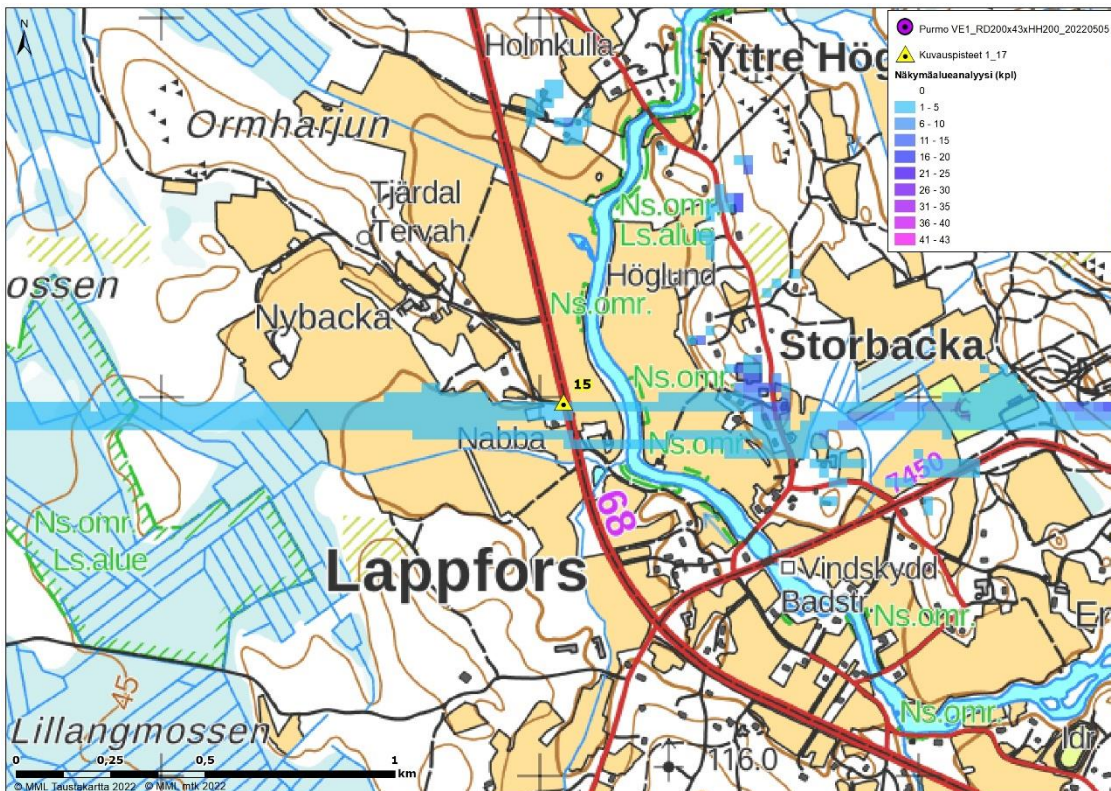 N
Holmkulla
Yttre Hög
Purmo VE1_RD200x43xHH200_20220505
Kuvauspisteet 1_17
Näkymäalueanalyysi (kpl)
0
1 - 5
6 - 10
11 - 15
16 - 20
21 - 25
26 - 30
31 - 35
36 - 40
41 - 43
Ormharjun
Tjärdal
Tervah.
Ns.omr.
Ls.alue
Höglund
ossen
Nybacka
Ns.omr.
Storbacka
Ns.omr.
15
Nabba
Ns.omr.
7450
68
Ns.omr.
Ls.alue
Lappfors
Vindskydd
Badstr
Ns.omr.
Er
45
Lillangmossen
Ns.omr.
Idr.
116.0
0 0,25 0,5 1
km
© MML Taustakartta 2022 © MML mtk 2022